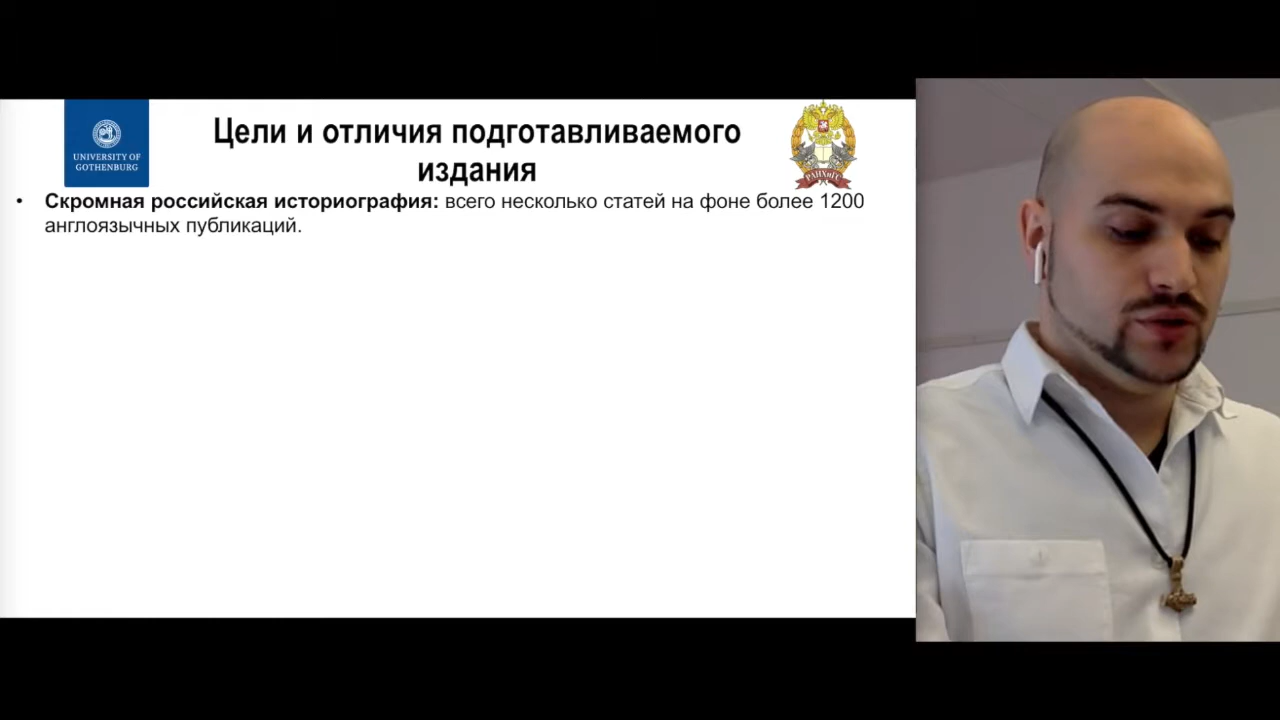 UNIVERSITY OF
GOTHENBURG
Цели и отличия подготавливаемого
издания
РАНХиГС
• Скромная российская историография: всего несколько статей на фоне более 1200
англоязычных публикаций.